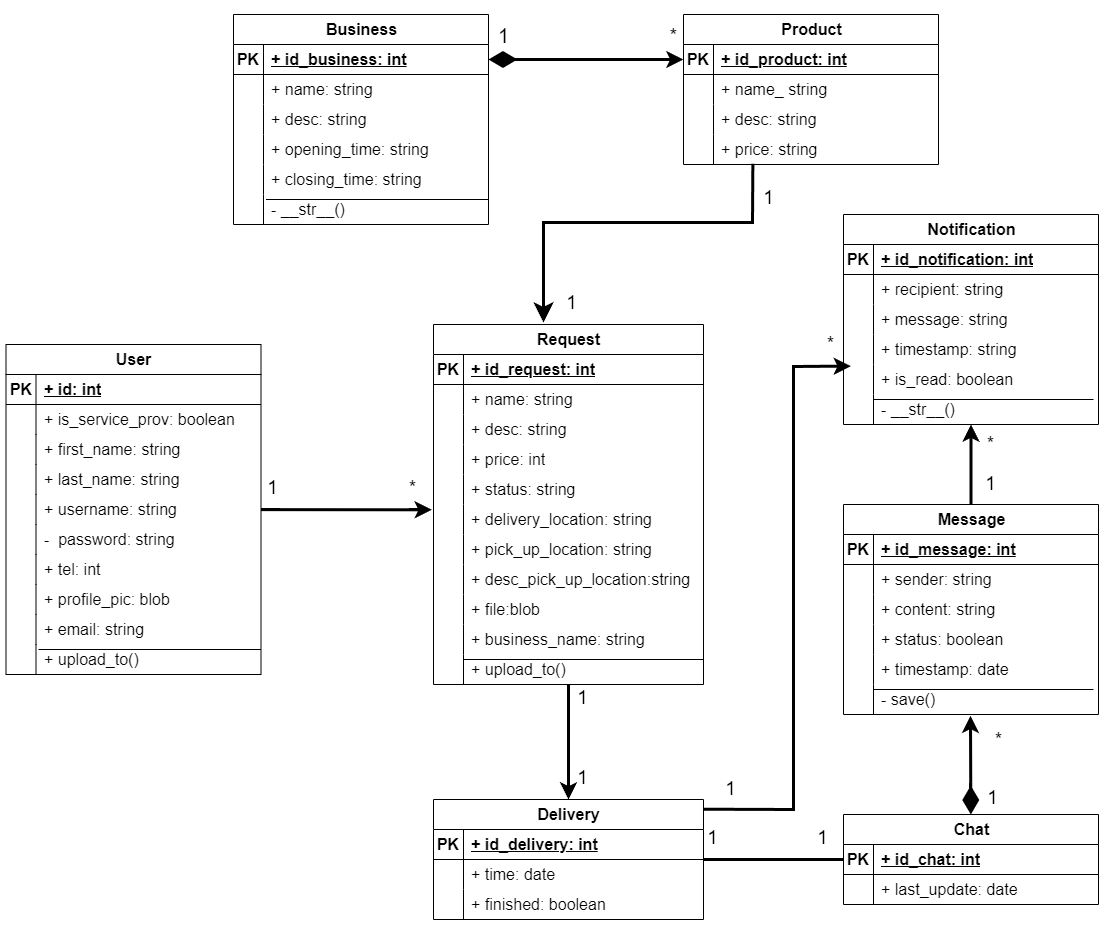 Business
PK + id_business: int
+ name: string
+ desc: string
+ opening_time: string
+ closing_time: string
- __str__()
1
*
Product
PK + id_product: int
+ name_ string
+ desc: string
+ price: string
1
1
Notification
PK + id_notification: int
+ recipient: string
+ message: string
+ timestamp: string
+ is_read: boolean
- __str__()
*
*
1
User
PK + id: int
+ is_service_prov: boolean
+ first_name: string
+ last_name: string
+ username: string
- password: string
+ tel: int
+ profile_pic: blob
+ email: string
+ upload_to()
1
*
Request
PK + id_request: int
+ name: string
+ desc: string
+ price: int
+ status: string
+ delivery_location: string
+ pick_up_location: string
+ desc_pick_up_location:string
+ file:blob
+ business_name: string
+ upload_to()
1
1
Message
PK + id_message: int
+ sender: string
+ content: string
+ status: boolean
+ timestamp: date
- save()
*
1
Delivery
PK + id_delivery: int
+ time: date
+ finished: boolean
1
1
1
Chat
PK + id_chat: int
+ last_update: date